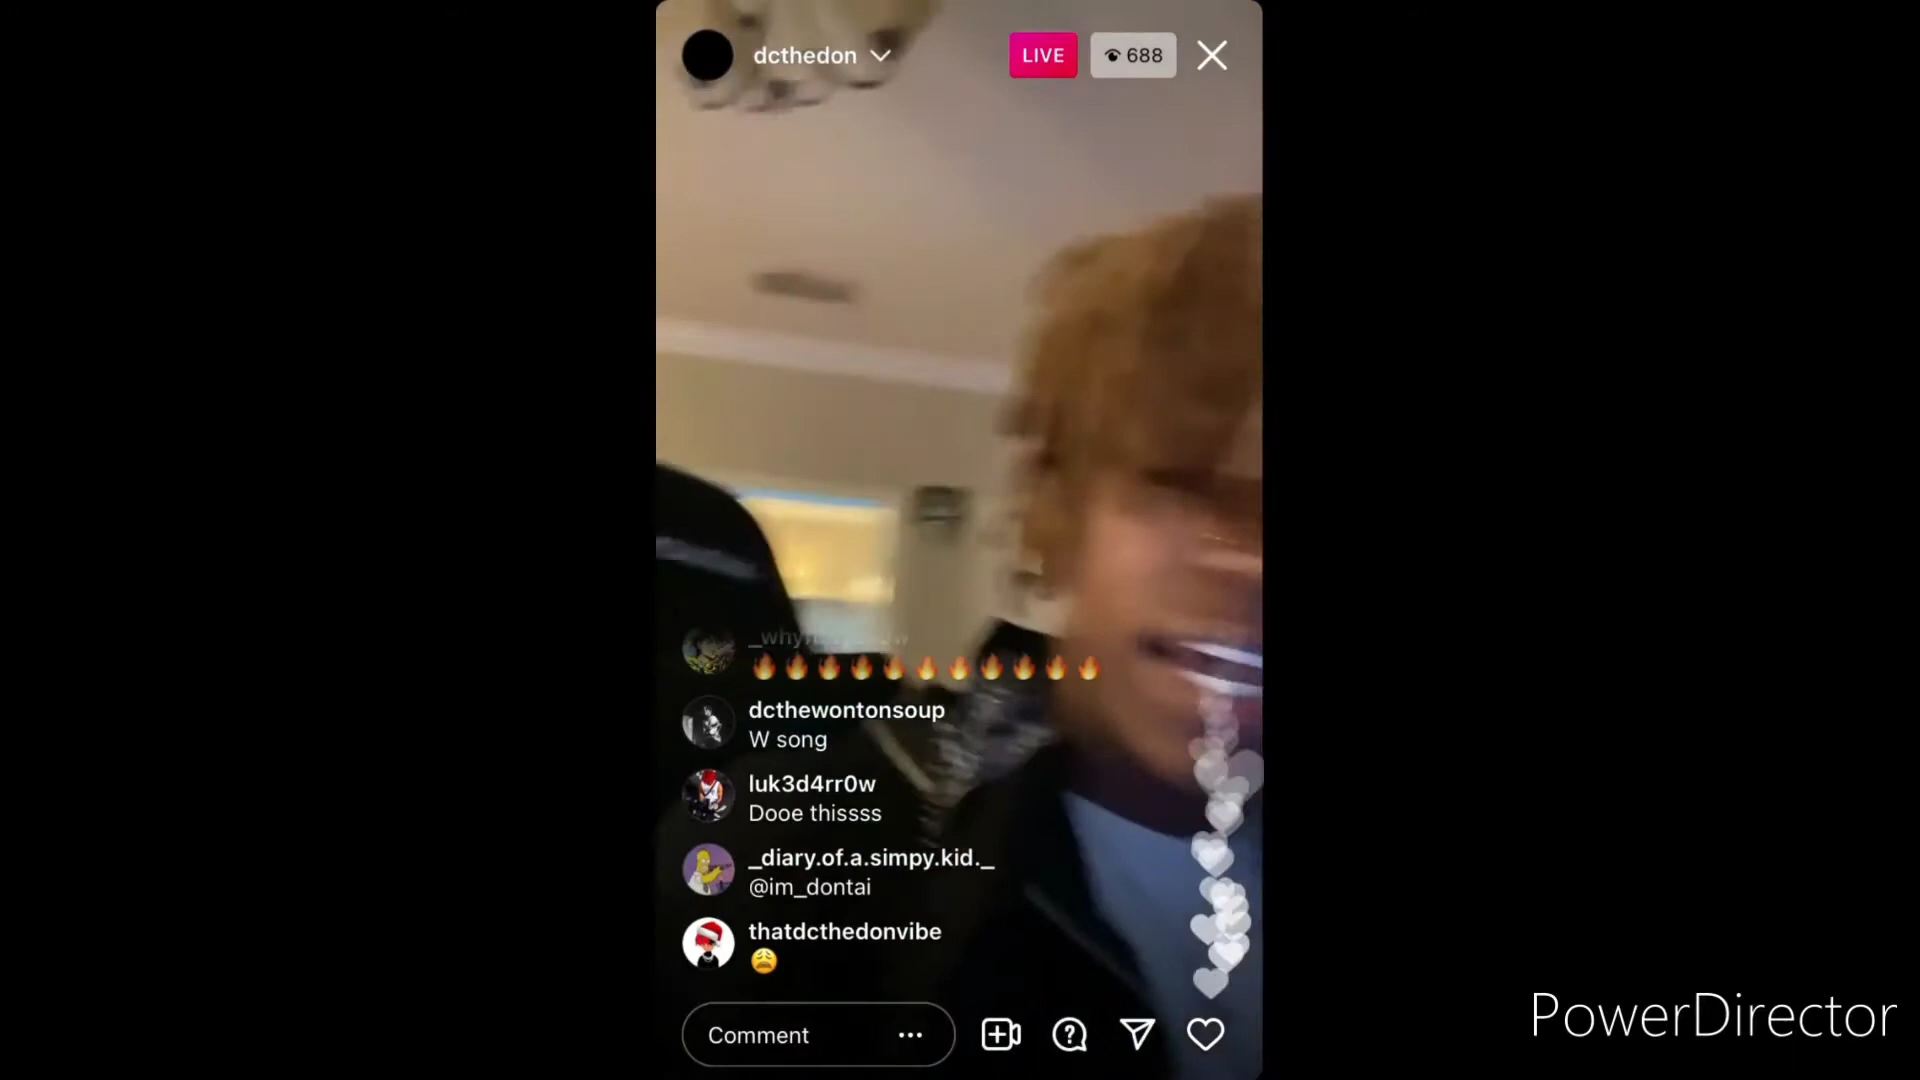 dcthedon
LIVE
688
🔥🔥🔥🔥🔥🔥🔥🔥🔥🔥🔥
dcthewontonsoup
W song
luk3d4rr0w
Dooe thissss
_diary.of.a.simpy.kid._
@im_dontai
thatdcthedonvibe
😩
Comment
PowerDirector